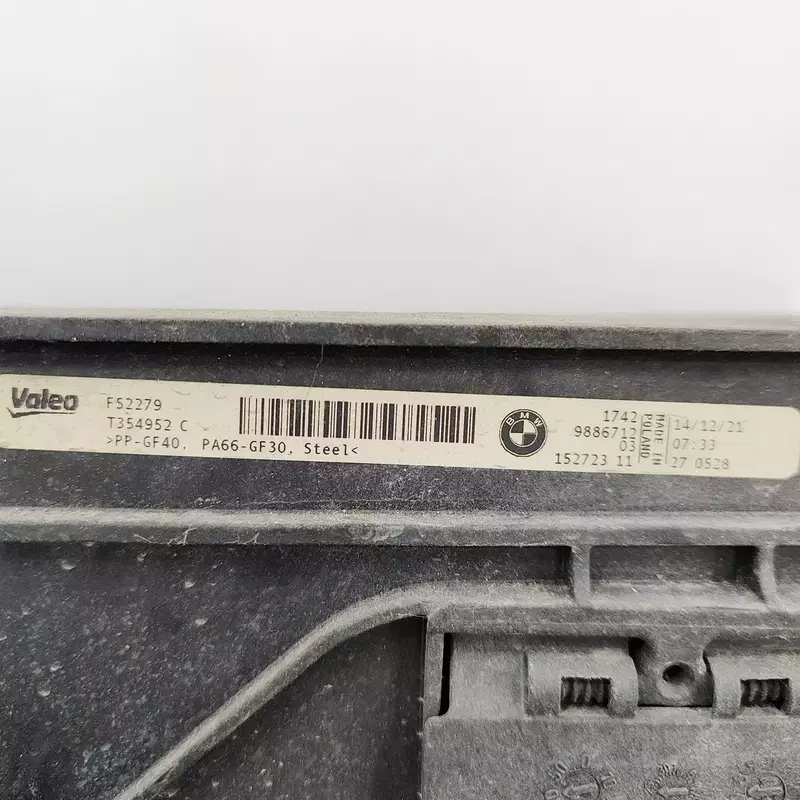 Valeo
FS2279
T354952 C
>PP-GF40, PA66-GF30, Steel<
BMW
1742
9886712
03
152723 11
MADE IN
POLAND
14/12/21
07:33
27 0528